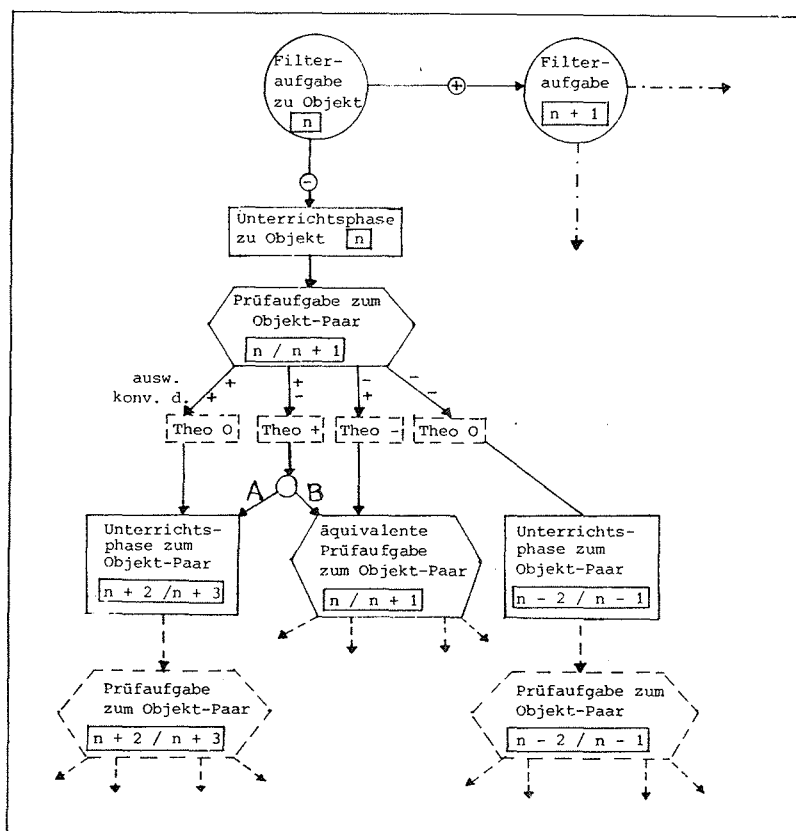 Filter-
aufgabe
zu Objekt
n
+
Filter-
aufgabe
n + 1
-
Unterrichtsphase
zu Objekt n
Prüfaufgabe zum
Objekt-Paar
n / n + 1
ausw. + + - -
konv. d. + - + -
Theo O
Theo +
Theo -
Theo O
A
B
Unterrichts-
phase zum
Objekt-Paar
n + 2 /n + 3
äquivalente
Prüfaufgabe
zum Objekt-Paar
n / n + 1
Unterrichts-
phase zum
Objekt-Paar
n - 2 / n - 1
Prüfaufgabe
zum Objekt-Paar
n + 2 / n + 3
Prüfaufgabe zum
Objekt-Paar
n - 2 / n - 1